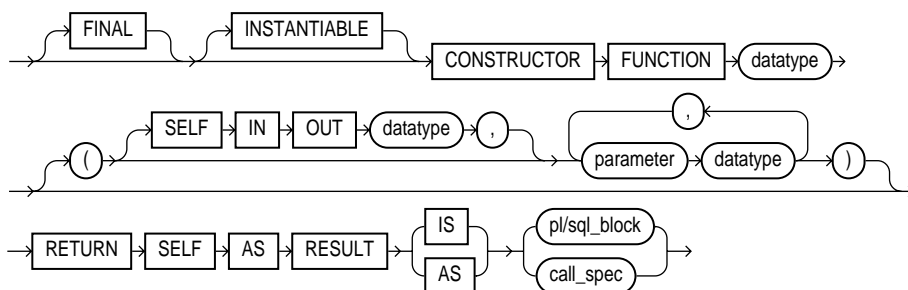 FINAL INSTANTIABLE
CONSTRUCTOR FUNCTION datatype
SELF IN OUT datatype , ,
( parameter datatype )
IS pl/sql_block
RETURN SELF AS RESULT
AS call_spec